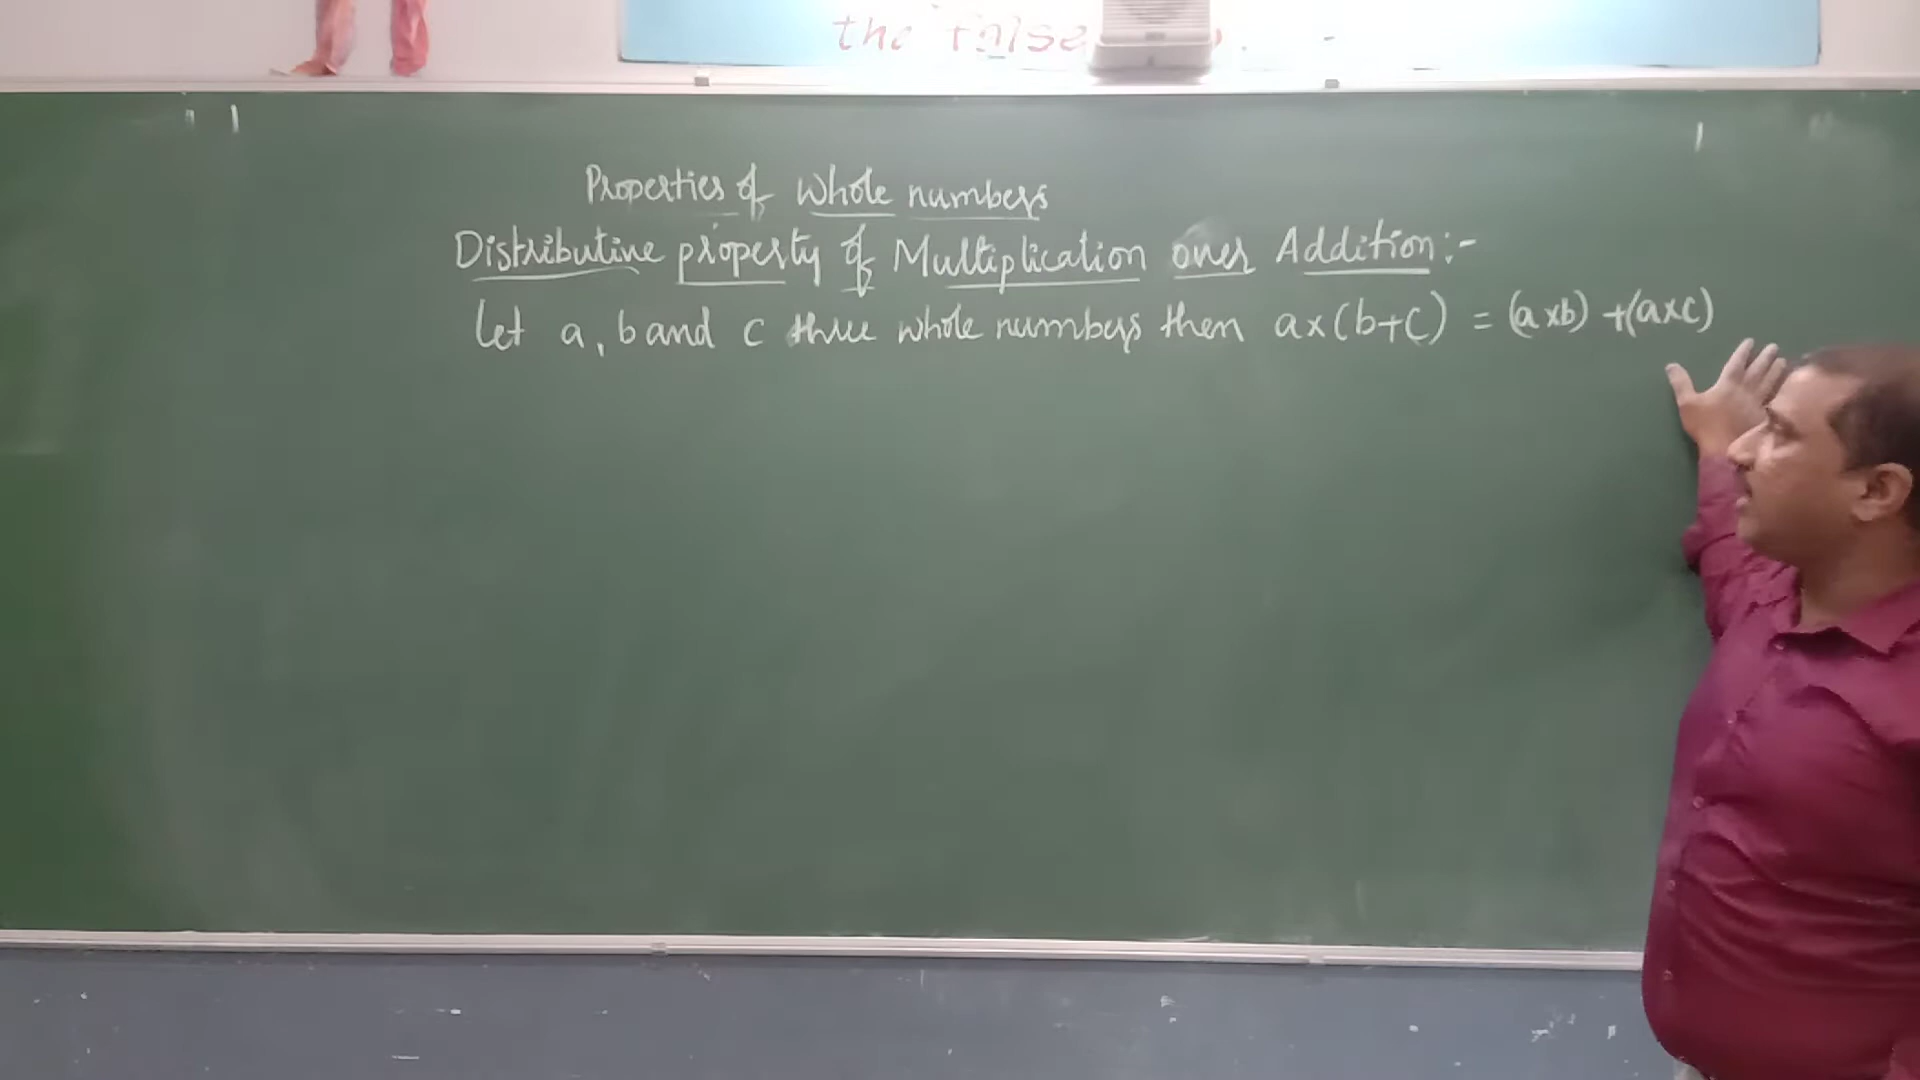 the false
Properties of whole numbers
Distributive property of Multiplication over Addition:-
Let a, b and c three whole numbers then a×(b+c) = (a×b) +(a×c)